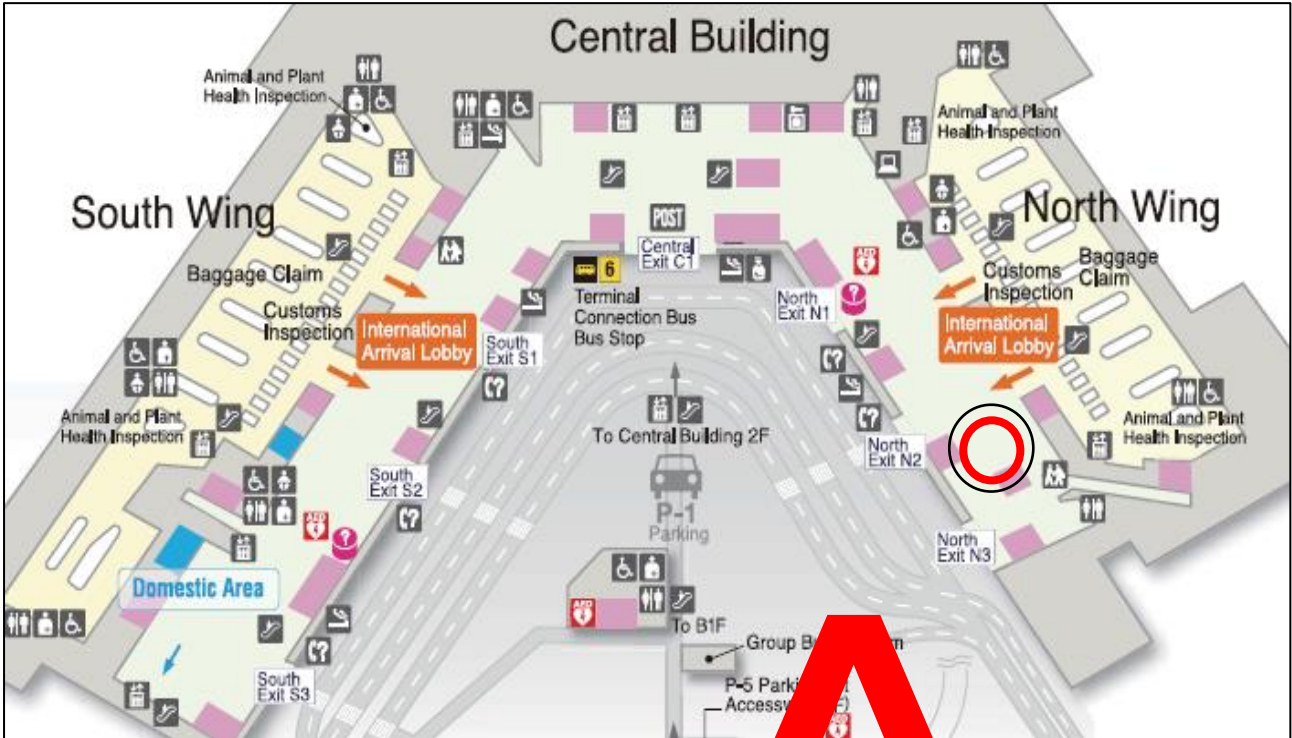 Central Building
Animal and Plant
Health Inspection
Animal and Plant
Health Inspection
South Wing
North Wing
POST
Central
Exit C1
Baggage Claim
Customs
Inspection
International
Arrival Lobby
6
Terminal
Connection Bus
Bus Stop
South
Exit S1
AED
?
North
Exit N1
Customs
Inspection
Baggage
Claim
International
Arrival Lobby
Animal and Plant
Health Inspection
To Central Building 2F
South
Exit S2
P-1
Parking
North
Exit N2
Animal and Plant
Health Inspection
AED
?
North
Exit N3
Domestic Area
AED
To B1F
Group B
m
South
Exit S3
P-5 Parki
t
Access
F)
AED
A